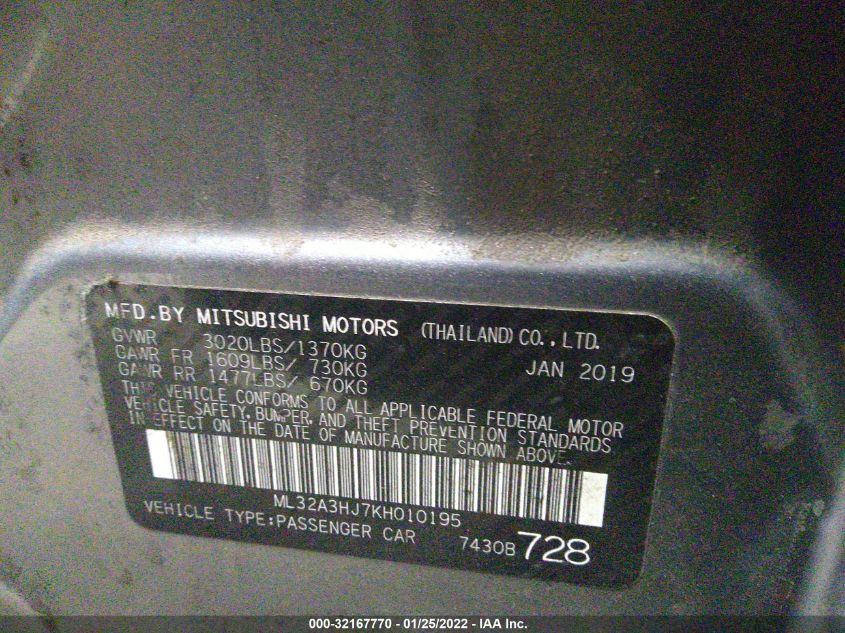 MFD.BY MITSUBISHI MOTORS (THAILAND) CO.,LTD.
GVWR 3020LBS/1370KG JAN 2019
GAWR FR 1609LBS/ 730KG
GAWR RR 1477LBS/ 670KG
THIS VEHICLE CONFORMS TO ALL APPLICABLE FEDERAL MOTOR
VEHICLE SAFETY, BUMPER, AND THEFT PREVENTION STANDARDS
IN EFFECT ON THE DATE OF MANUFACTURE SHOWN ABOVE.
ML32A3HJ7KH010195
VEHICLE TYPE:PASSENGER CAR 7430B 728
000-32167770 - 01/25/2022 - IAA Inc.